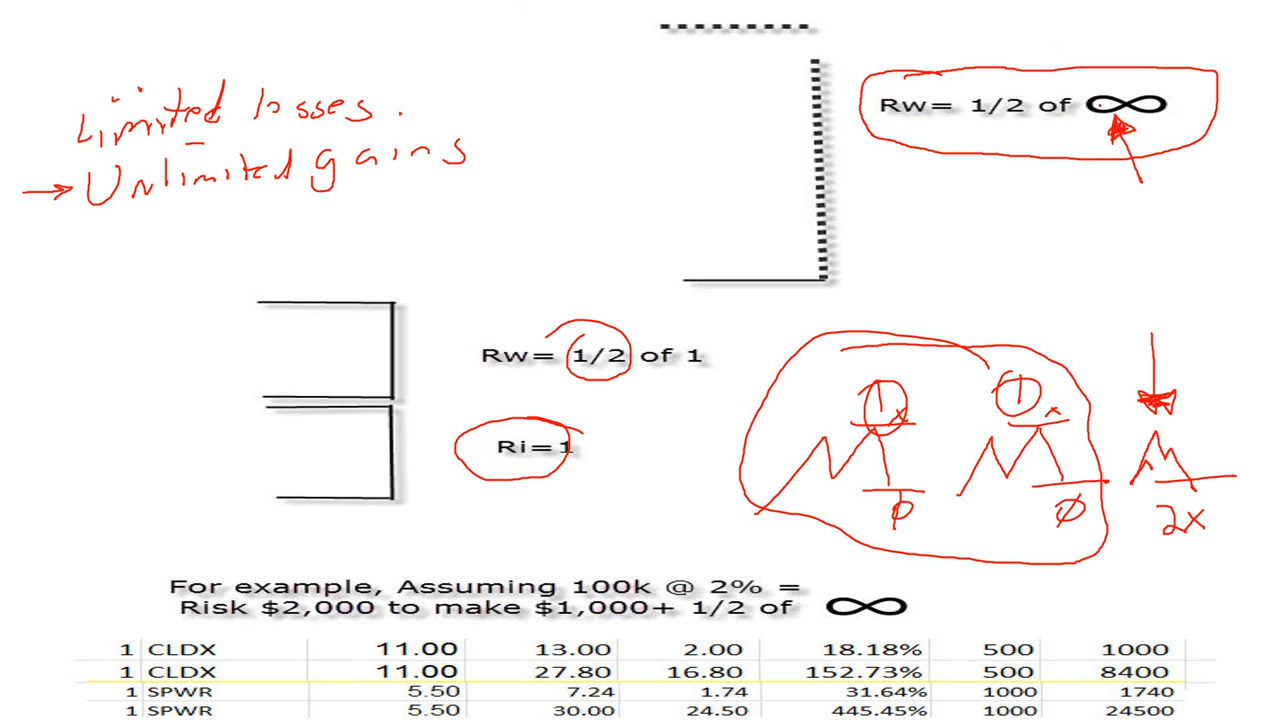 Limited losses.
→ Unlimited gains
Rw= 1/2 of ∞
Rw= 1/2 of 1
Ri=1
1x 1x
0 0 2x
For example, Assuming 100k @ 2% =
Risk $2,000 to make $1,000+ 1/2 of ∞
1 CLDX 11.00 13.00 2.00 18.18% 500 1000
1 CLDX 11.00 27.80 16.80 152.73% 500 8400
1 SPWR 5.50 7.24 1.74 31.64% 1000 1740
1 SPWR 5.50 30.00 24.50 445.45% 1000 24500